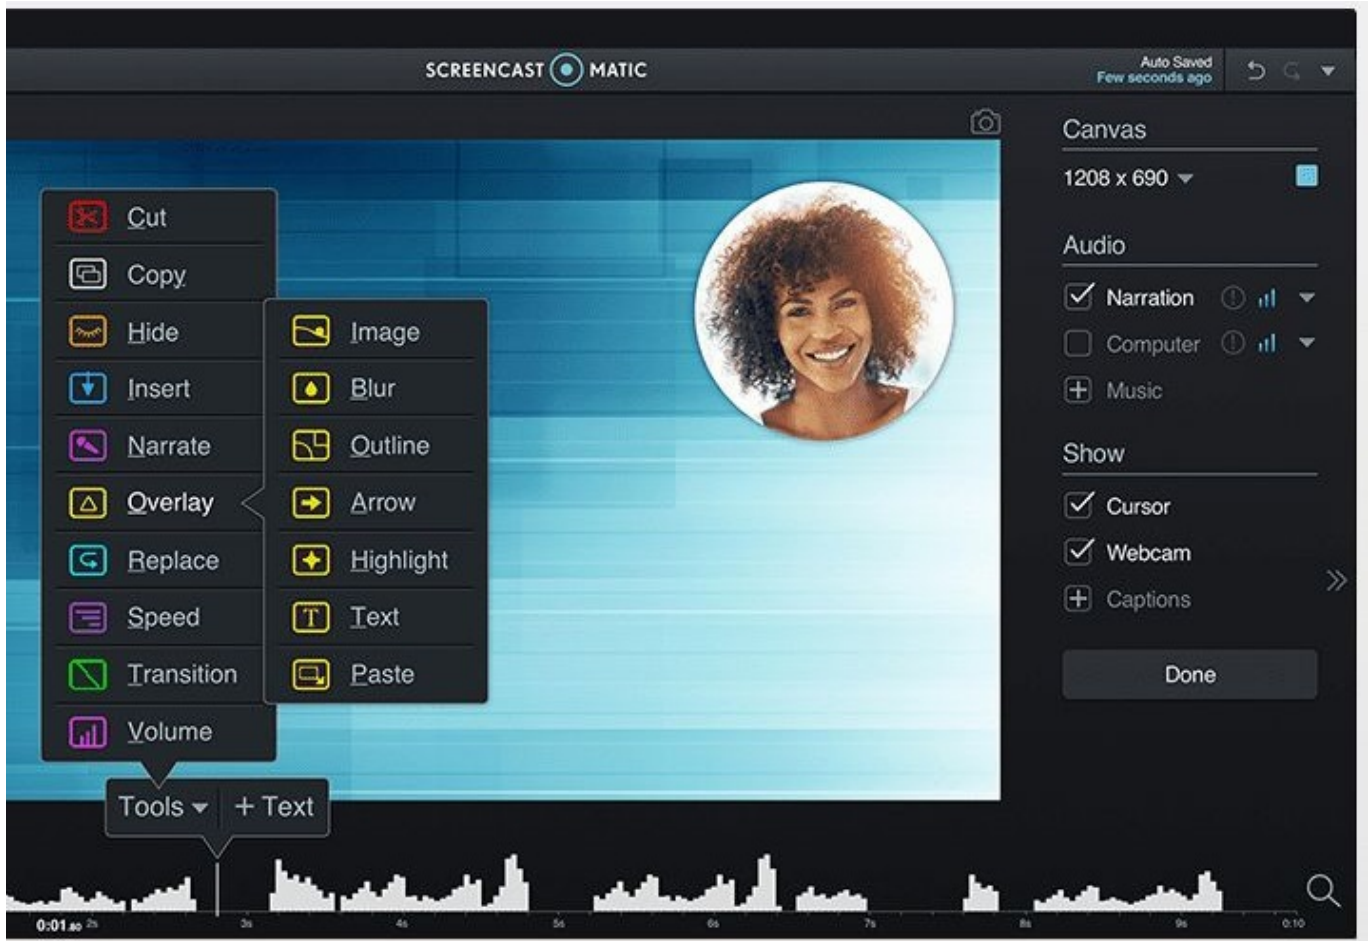 SCREENCAST MATIC
Auto Saved
Few seconds ago
Canvas
1208 x 690
Audio
Narration
Computer
Music
Show
Cursor
Webcam
Captions
Done
Cut
Copy
Hide
Insert
Narrate
Overlay
Replace
Speed
Transition
Volume
Image
Blur
Outline
Arrow
Highlight
Text
Paste
Tools + Text
0:01.80 2s 3s 4s 5s 6s 7s 8s 9s 0:10